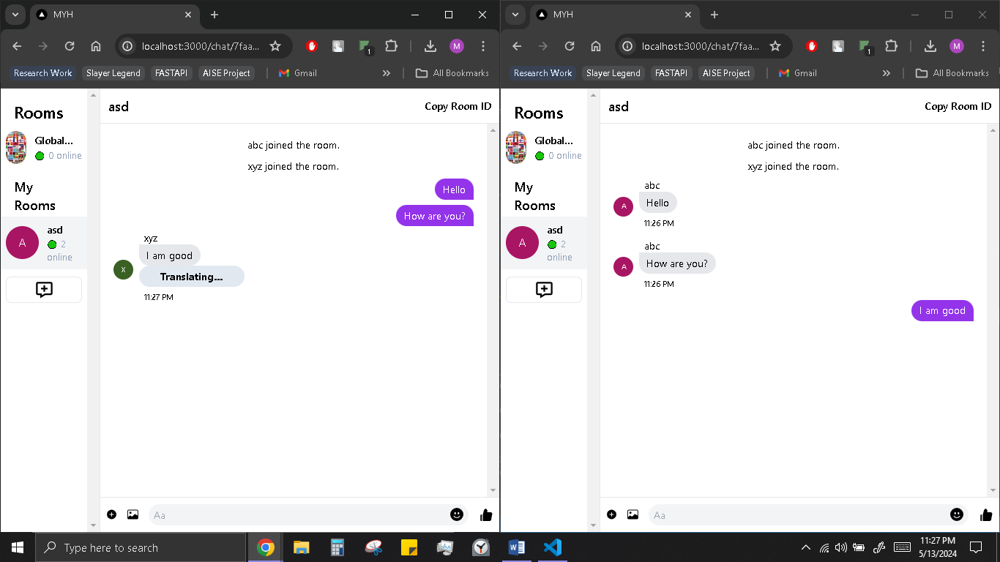 MYH
localhost:3000/chat/7faa...
1
M
Research Work
Slayer Legend
FASTAPI
AISE Project
Gmail
All Bookmarks
Rooms
Global...
0 online
My
Rooms
A
asd
2
online
asd
Copy Room ID
abc joined the room.
xyz joined the room.
Hello
How are you?
xyz
I am good
X
Translating...
11:27 PM
Aa
MYH
localhost:3000/chat/7faa...
1
M
Research Work
Slayer Legend
FASTAPI
AISE Project
Gmail
All Bookmarks
Rooms
Global...
0 online
My
Rooms
A
asd
2
online
asd
Copy Room ID
abc joined the room.
xyz joined the room.
abc
A
Hello
11:26 PM
abc
A
How are you?
11:26 PM
I am good
Aa
Type here to search
11:27 PM
5/13/2024